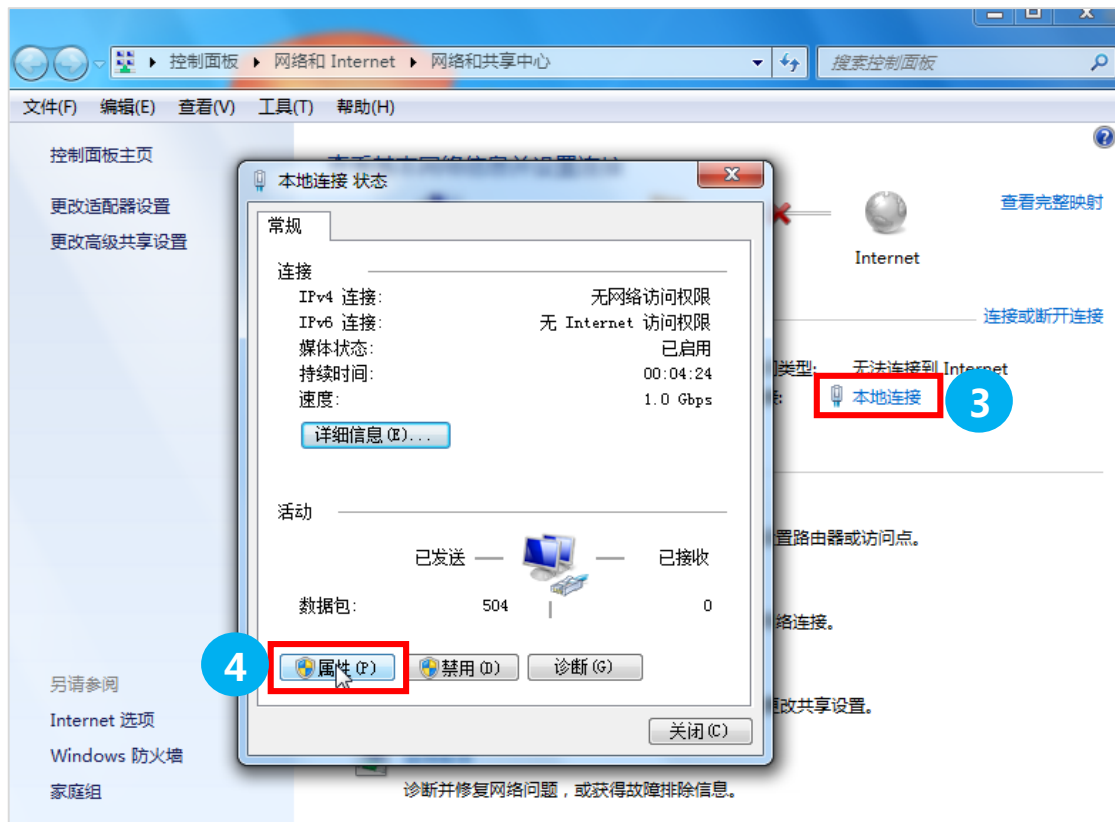 控制面板 ▸ 网络和 Internet ▸ 网络和共享中心
搜索控制面板
文件(F) 编辑(E) 查看(V) 工具(T) 帮助(H)
控制面板主页
更改适配器设置
更改高级共享设置
查看完整映射
Internet
连接或断开连接
类型: 无法连接到 Internet
本地连接
3
置路由器或访问点。
络连接。
更改共享设置。
诊断并修复网络问题，或获得故障排除信息。
本地连接 状态
常规
连接
IPv4 连接: 无网络访问权限
IPv6 连接: 无 Internet 访问权限
媒体状态: 已启用
持续时间: 00:04:24
速度: 1.0 Gbps
详细信息(E)...
活动
已发送 — — 已接收
数据包: 504 0
4
属性(P) 禁用(D) 诊断(G)
关闭(C)
另请参阅
Internet 选项
Windows 防火墙
家庭组